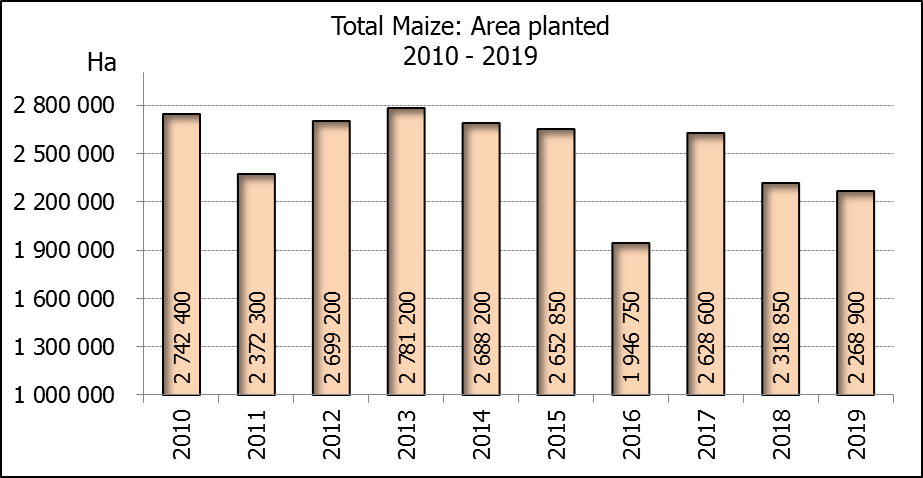 Total Maize: Area planted
2010 - 2019
Ha
2 800 000
2 500 000
2 200 000
1 900 000
1 600 000
1 300 000
1 000 000
2 742 400
2 372 300
2 699 200
2 781 200
2 688 200
2 652 850
1 946 750
2 628 600
2 318 850
2 268 900
2010
2011
2012
2013
2014
2015
2016
2017
2018
2019